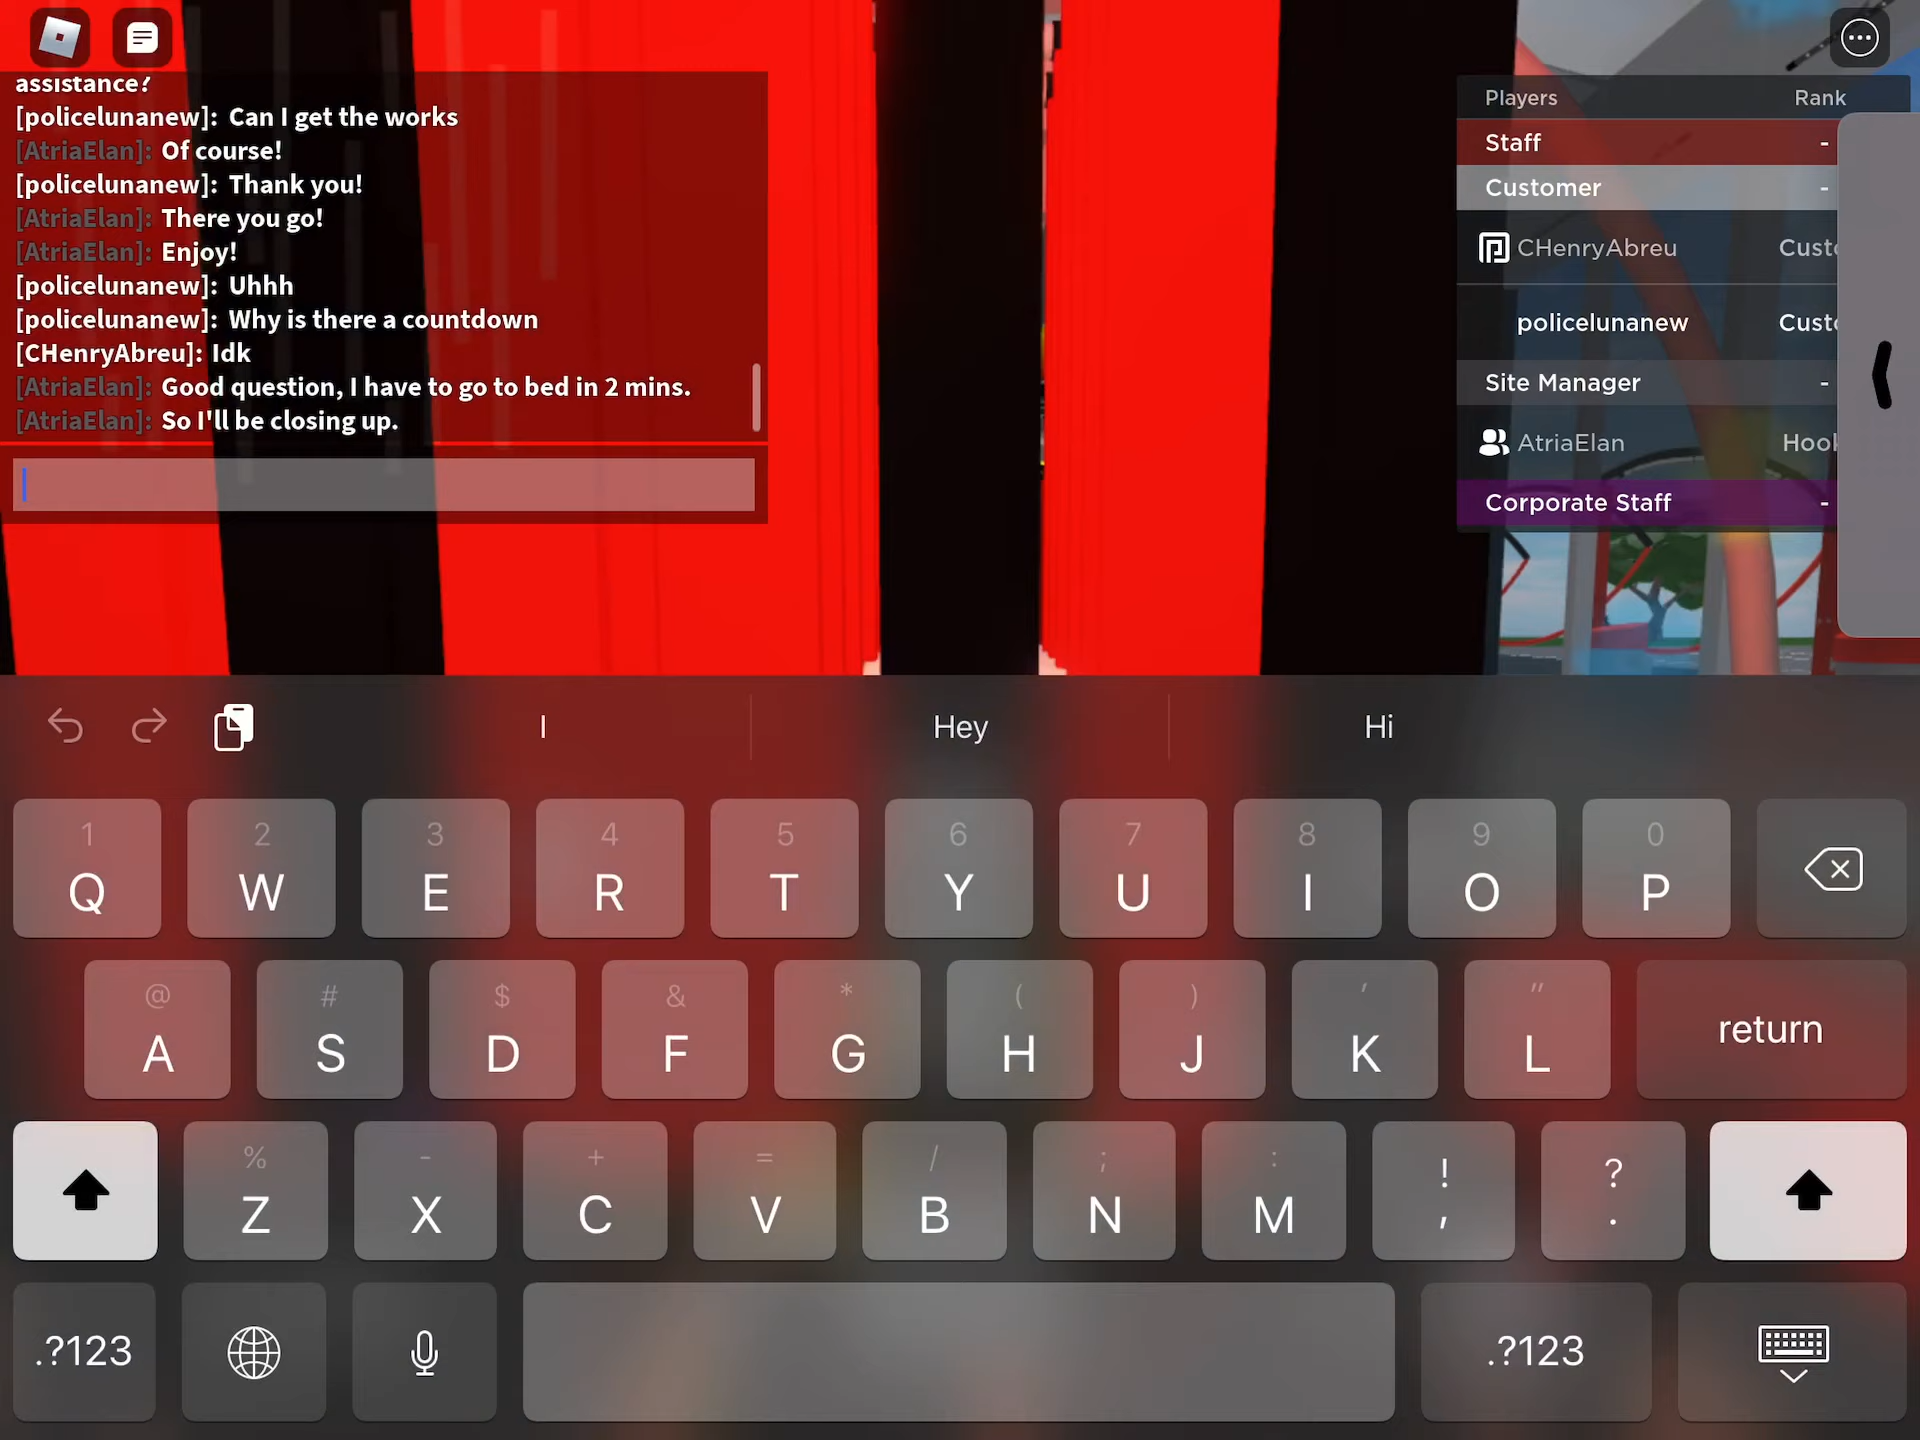 assistance?
[policelunanew]: Can I get the works
[AtriaElan]: Of course!
[policelunanew]: Thank you!
[AtriaElan]: There you go!
[AtriaElan]: Enjoy!
[policelunanew]: Uhhh
[policelunanew]: Why is there a countdown
[CHenryAbreu]: Idk
[AtriaElan]: Good question, I have to go to bed in 2 mins.
[AtriaElan]: So I'll be closing up.
Players Rank
Staff -
Customer -
CHenryAbreu Custo
policelunanew Custo
Site Manager -
AtriaElan Hook
Corporate Staff -
I Hey Hi
1 2 3 4 5 6 7 8 9 0
Q W E R T Y U I O P
@ # $ & * ( ) ' "
A S D F G H J K L return
% - + = / ; : ! ?
Z X C V B N M , .
.?123 .?123